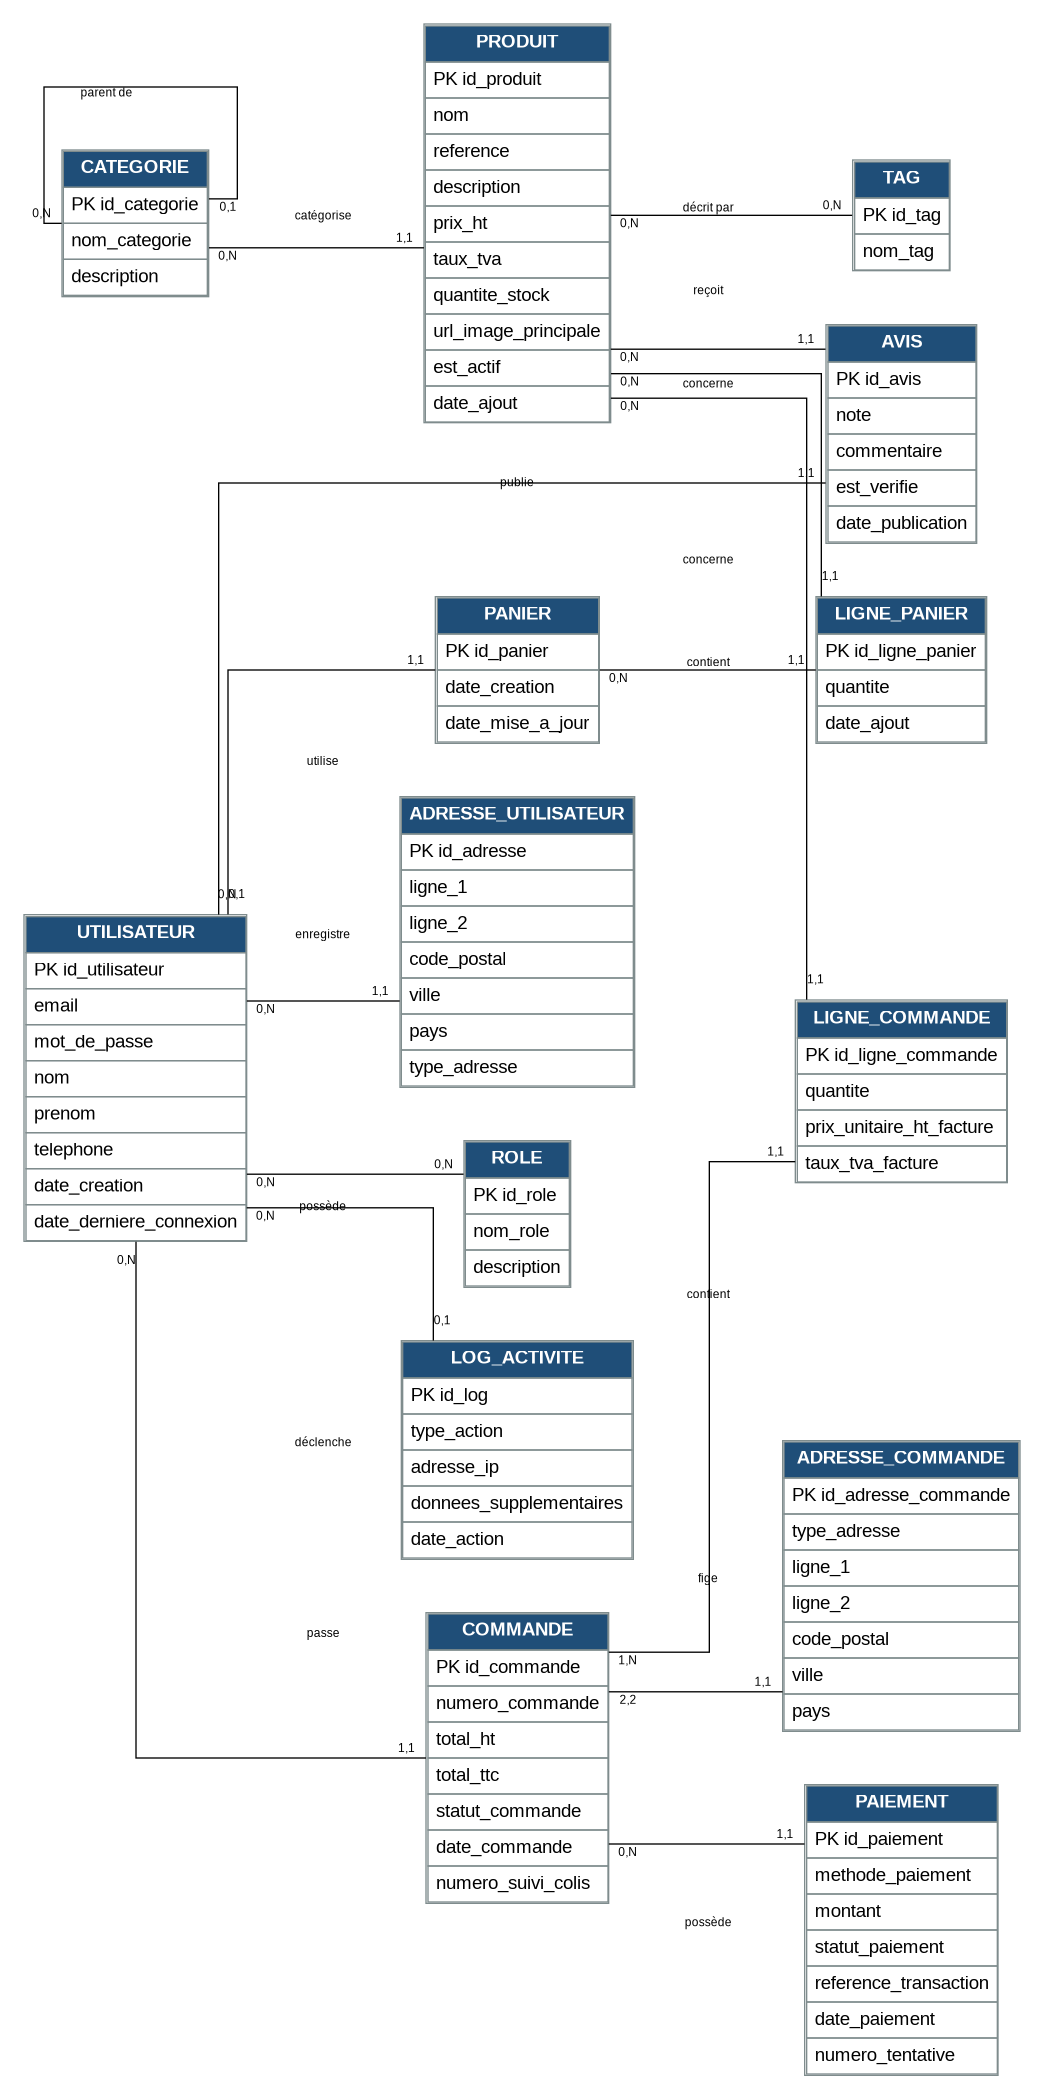 PRODUIT
PK id_produit
nom
reference
description
prix_ht
taux_tva
quantite_stock
url_image_principale
est_actif
date_ajout
parent de
CATEGORIE
PK id_categorie
nom_categorie
description
0,N
0,1
0,N
catégorise
1,1
TAG
PK id_tag
nom_tag
décrit par
0,N
0,N
reçoit
0,N
1,1
0,N
concerne
0,N
AVIS
PK id_avis
note
commentaire
est_verifie
date_publication
publie
1,1
concerne
1,1
PANIER
PK id_panier
date_creation
date_mise_a_jour
1,1
0,N
contient
1,1
LIGNE_PANIER
PK id_ligne_panier
quantite
date_ajout
utilise
ADRESSE_UTILISATEUR
PK id_adresse
ligne_1
ligne_2
code_postal
ville
pays
type_adresse
0,N
0,1
UTILISATEUR
PK id_utilisateur
email
mot_de_passe
nom
prenom
telephone
date_creation
date_derniere_connexion
enregistre
0,N
1,1
1,1
LIGNE_COMMANDE
PK id_ligne_commande
quantite
prix_unitaire_ht_facture
taux_tva_facture
1,1
ROLE
PK id_role
nom_role
description
0,N
0,N
possède
0,N
0,N
0,1
contient
LOG_ACTIVITE
PK id_log
type_action
adresse_ip
donnees_supplementaires
date_action
déclenche
ADRESSE_COMMANDE
PK id_adresse_commande
type_adresse
ligne_1
ligne_2
code_postal
ville
pays
fige
passe
COMMANDE
PK id_commande
numero_commande
total_ht
total_ttc
statut_commande
date_commande
numero_suivi_colis
1,N
2,2
1,1
1,1
0,N
1,1
possède
PAIEMENT
PK id_paiement
methode_paiement
montant
statut_paiement
reference_transaction
date_paiement
numero_tentative